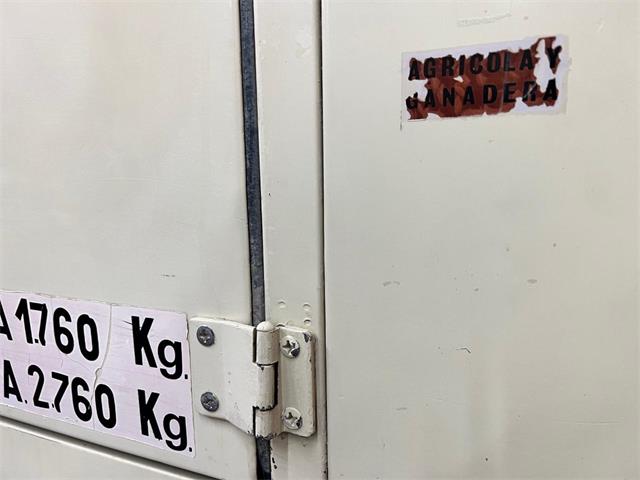 AGRICOLA Y
GANADERA
A 1.760 Kg.
A. 2.760 Kg.